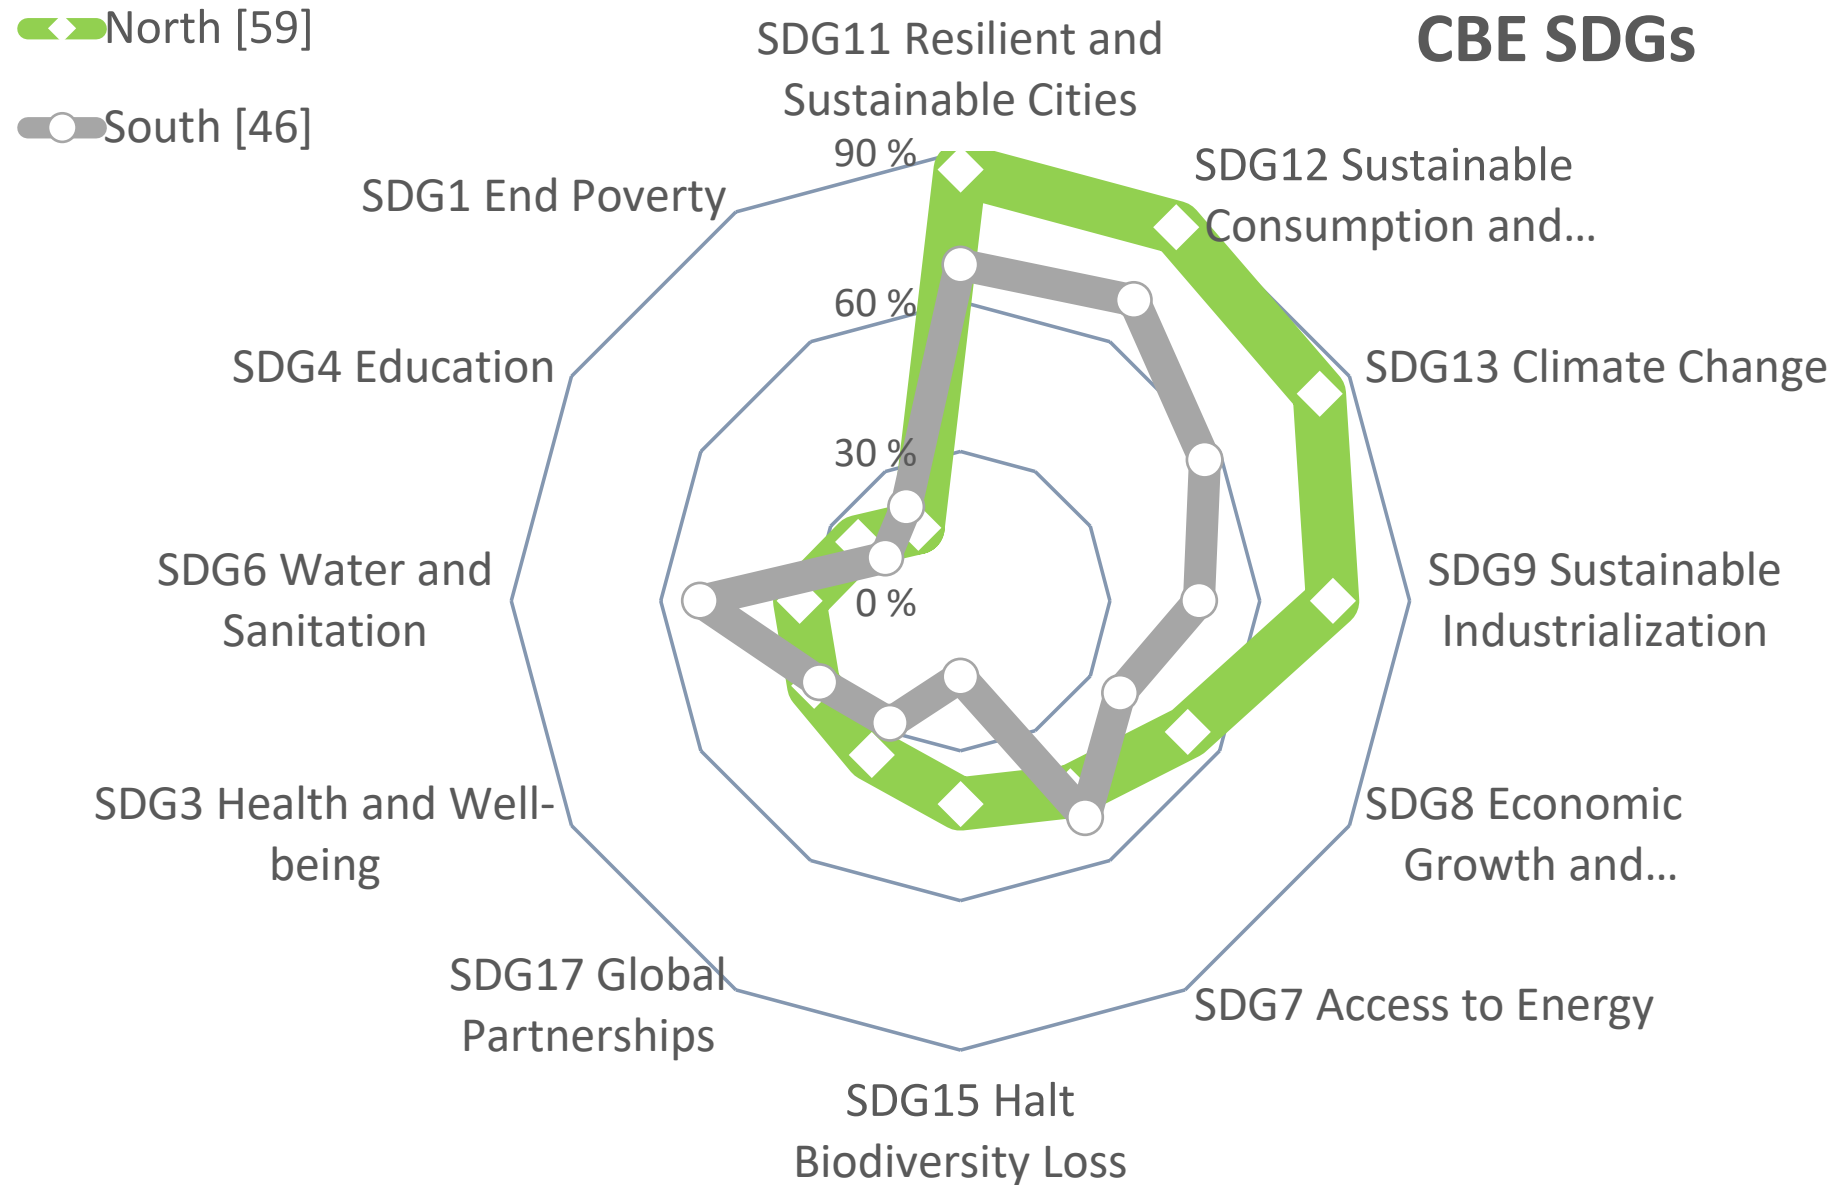 North [59]
South [46]
CBE SDGs
SDG11 Resilient and
Sustainable Cities
SDG12 Sustainable
Consumption and...
SDG13 Climate Change
SDG9 Sustainable
Industrialization
SDG8 Economic
Growth and...
SDG7 Access to Energy
SDG15 Halt
Biodiversity Loss
SDG17 Global
Partnerships
SDG3 Health and Well-
being
SDG6 Water and
Sanitation
SDG4 Education
SDG1 End Poverty
90 %
60 %
30 %
0 %